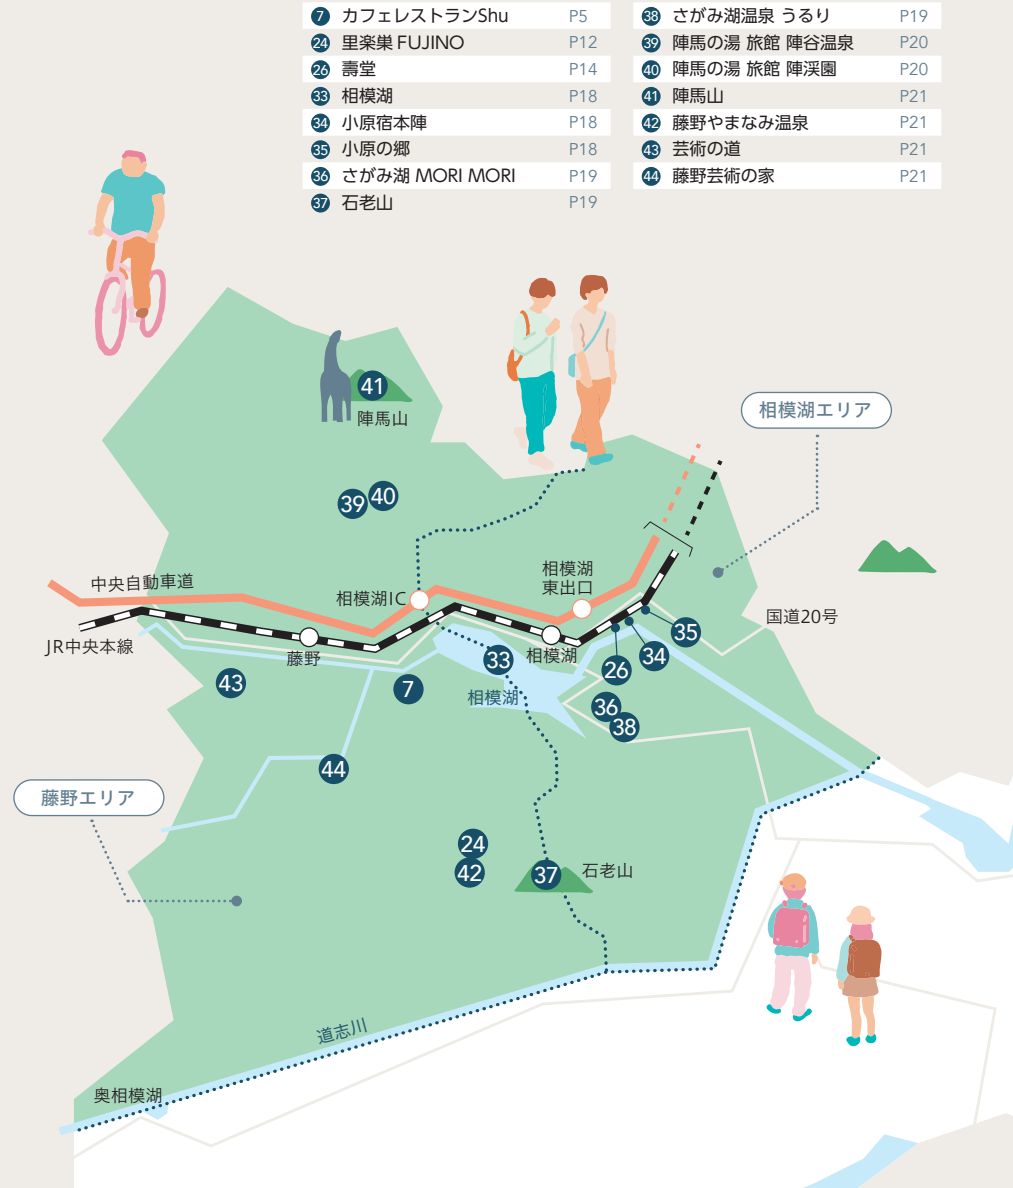 7 カフェレストランShu P5
24 里楽巣 FUJINO P12
26 壽堂 P14
33 相模湖 P18
34 小原宿本陣 P18
35 小原の郷 P18
36 さがみ湖 MORI MORI P19
37 石老山 P19
38 さがみ湖温泉 うるり P19
39 陣馬の湯 旅館 陣谷温泉 P20
40 陣馬の湯 旅館 陣渓園 P20
41 陣馬山 P21
42 藤野やまなみ温泉 P21
43 芸術の道 P21
44 藤野芸術の家 P21
41
陣馬山
相模湖エリア
39
40
中央自動車道
相模湖IC
相模湖
東出口
国道20号
JR中央本線
藤野
相模湖
35
34
26
33
相模湖
43
7
36
38
44
藤野エリア
24
42
37
石老山
道志川
奥相模湖